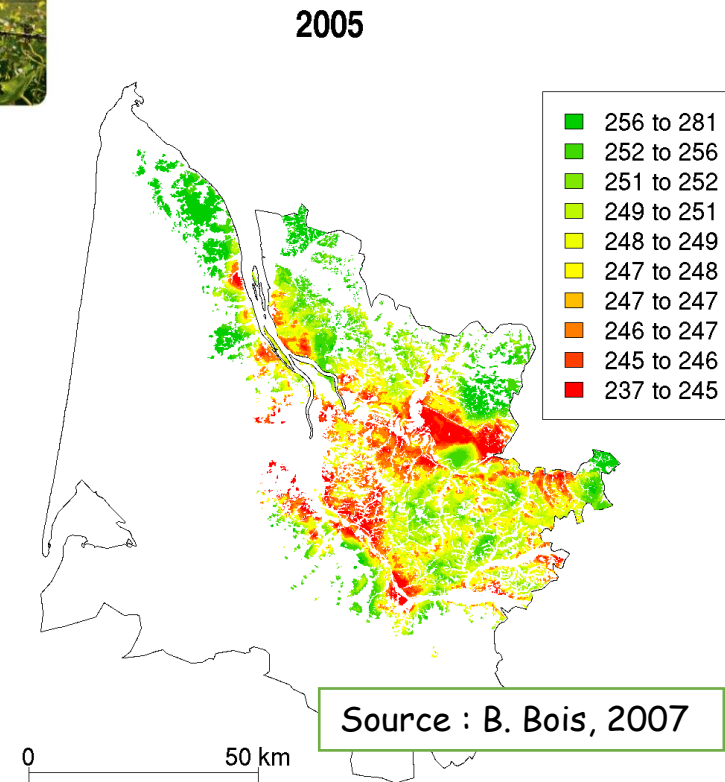 2005
256 to 281
252 to 256
251 to 252
249 to 251
248 to 249
247 to 248
247 to 247
246 to 247
245 to 246
237 to 245
Source : B. Bois, 2007
0 50 km